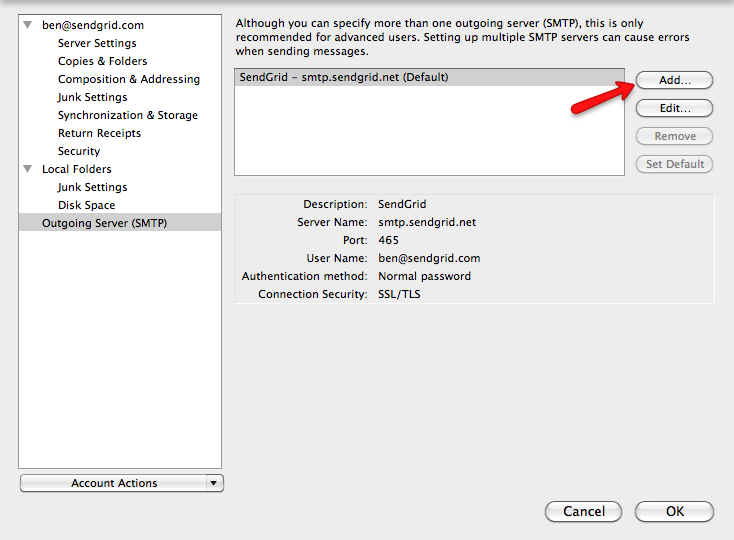 ben@sendgrid.com
Server Settings
Copies & Folders
Composition & Addressing
Junk Settings
Synchronization & Storage
Return Receipts
Security
Local Folders
Junk Settings
Disk Space
Outgoing Server (SMTP)
Account Actions
Although you can specify more than one outgoing server (SMTP), this is only
recommended for advanced users. Setting up multiple SMTP servers can cause errors
when sending messages.
SendGrid – smtp.sendgrid.net (Default)
Add...
Edit...
Remove
Set Default
Description: SendGrid
Server Name: smtp.sendgrid.net
Port: 465
User Name: ben@sendgrid.com
Authentication method: Normal password
Connection Security: SSL/TLS
Cancel
OK